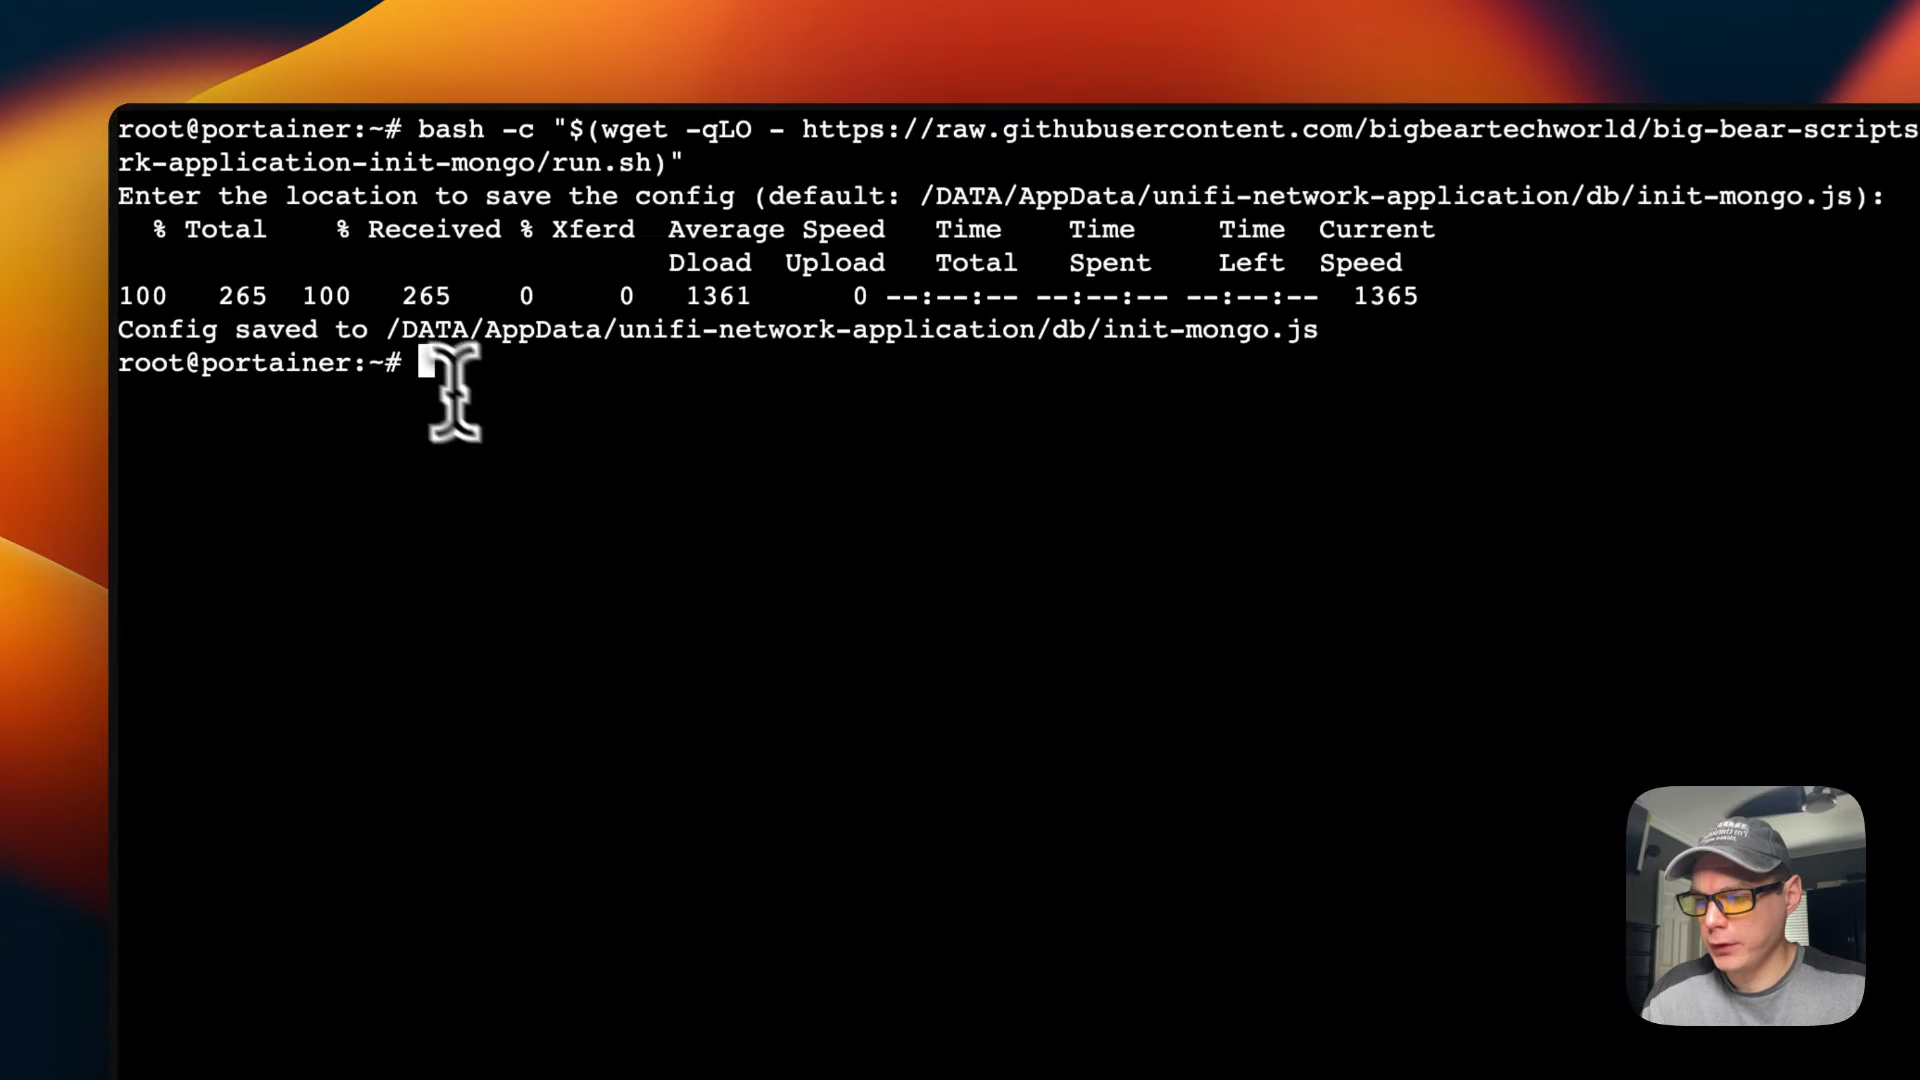 root@portainer:~# bash -c "$(wget -qLO - https://raw.githubusercontent.com/bigbeartechworld/big-bear-scripts
rk-application-init-mongo/run.sh)"
Enter the location to save the config (default: /DATA/AppData/unifi-network-application/db/init-mongo.js):
% Total % Received % Xferd Average Speed Time Time Time Current
Dload Upload Total Spent Left Speed
100 265 100 265 0 0 1361 0 --:--:-- --:--:-- --:--:-- 1365
Config saved to /DATA/AppData/unifi-network-application/db/init-mongo.js
root@portainer:~#